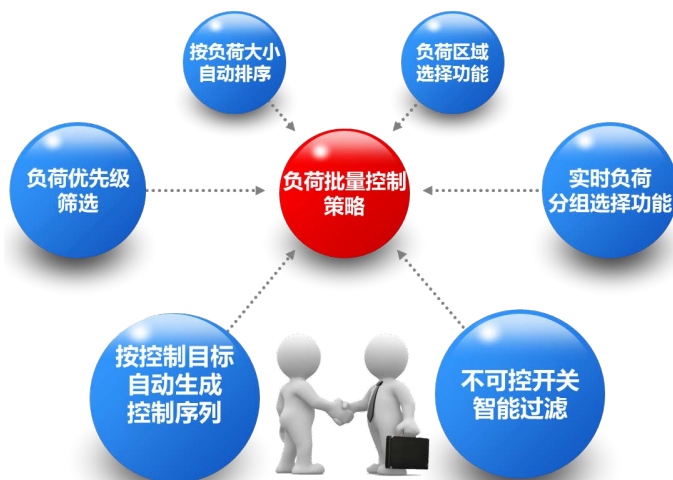 按负荷大小
自动排序
负荷区域
选择功能
负荷优先级
筛选
负荷批量控制
策略
实时负荷
分组选择功能
按控制目标
自动生成
控制序列
不可控开关
智能过滤